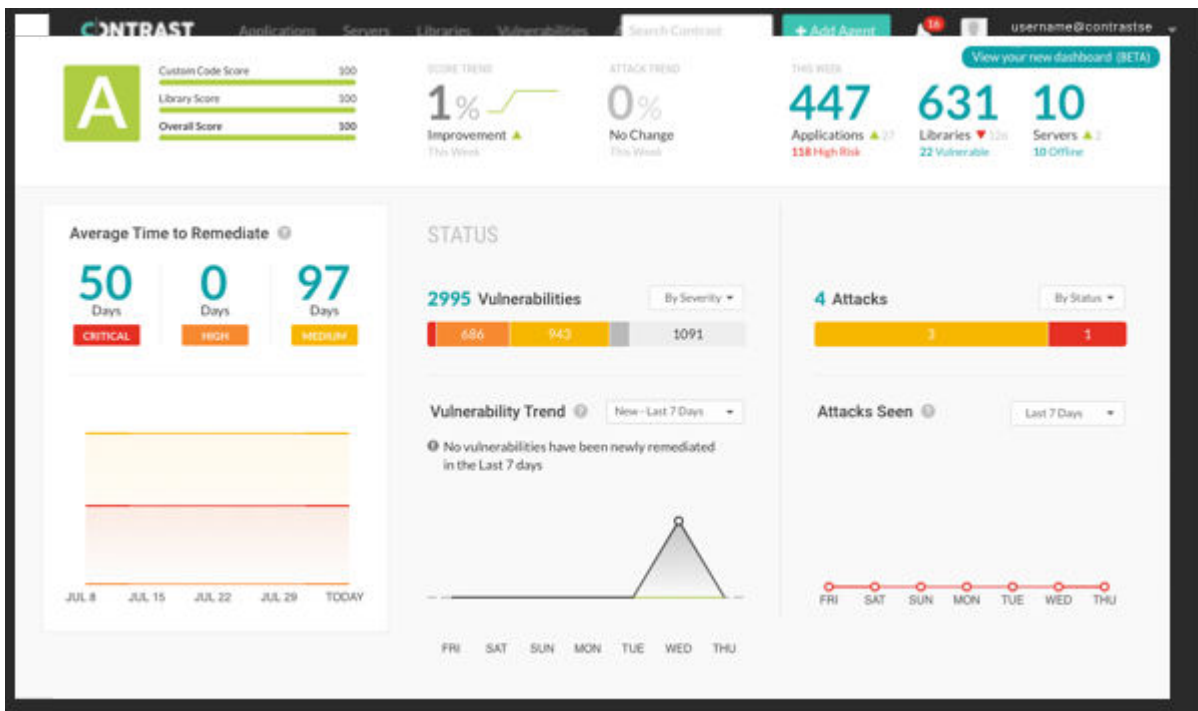 CONTRAST Applications Servers Libraries Vulnerabilities Search Contrast + Add Agent 16 username@contrastse
View your new dashboard (BETA)
A
Custom Code Score 100
Library Score 100
Overall Score 100
SCORE TREND
1%
Improvement
This Week
ATTACK TREND
0%
No Change
This Week
THIS WEEK
447
Applications 27
118 High Risk
631
Libraries 126
22 Vulnerable
10
Servers 2
10 Offline
Average Time to Remediate ?
50 0 97
Days Days Days
CRITICAL HIGH MEDIUM
JUL 8 JUL 15 JUL 22 JUL 29 TODAY
STATUS
2995 Vulnerabilities By Severity
686 943 1091
Vulnerability Trend ? New - Last 7 Days
No vulnerabilities have been newly remediated
in the Last 7 days
FRI SAT SUN MON TUE WED THU
4 Attacks By Status
3 1
Attacks Seen ? Last 7 Days
FRI SAT SUN MON TUE WED THU